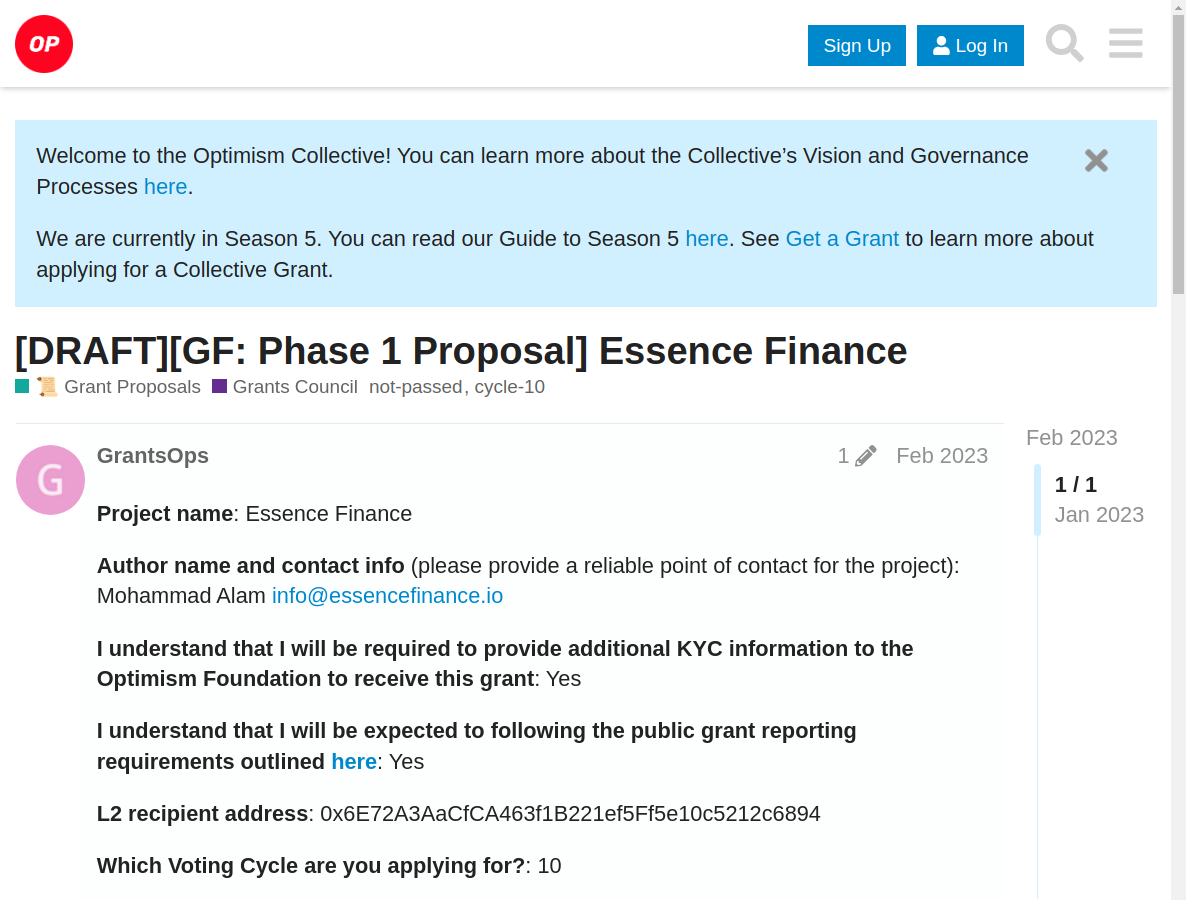 OP
Sign Up
Log In
Welcome to the Optimism Collective! You can learn more about the Collective’s Vision and Governance
Processes here.
We are currently in Season 5. You can read our Guide to Season 5 here. See Get a Grant to learn more about
applying for a Collective Grant.
[DRAFT][GF: Phase 1 Proposal] Essence Finance
Grant Proposals Grants Council not-passed, cycle-10
G
GrantsOps
1
Feb 2023
Project name: Essence Finance
Author name and contact info (please provide a reliable point of contact for the project):
Mohammad Alam info@essencefinance.io
I understand that I will be required to provide additional KYC information to the
Optimism Foundation to receive this grant: Yes
I understand that I will be expected to following the public grant reporting
requirements outlined here: Yes
L2 recipient address: 0x6E72A3AaCfCA463f1B221ef5Ff5e10c5212c6894
Which Voting Cycle are you applying for?: 10
Feb 2023
1 / 1
Jan 2023